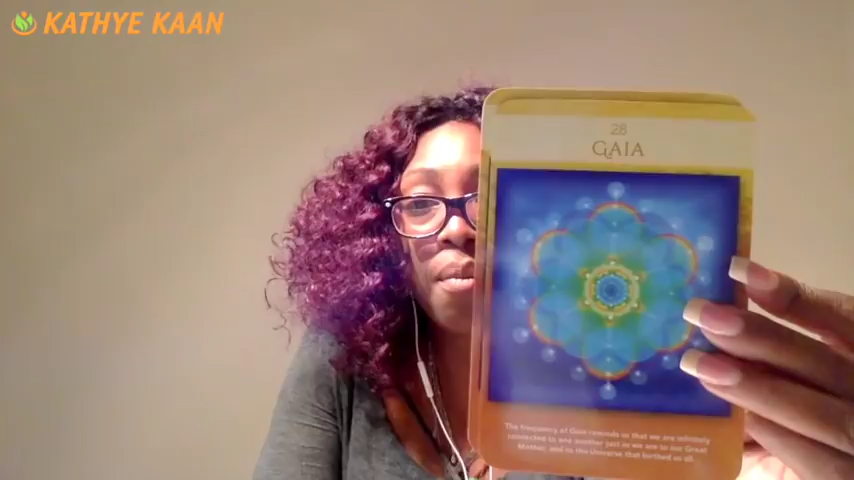 KATHYE KAAN
28
GAIA
The frequency of Gaia reminds us that we are infinitely
connected to one another just as we are to our Great
Mother, and to the Universe that birthed us all.